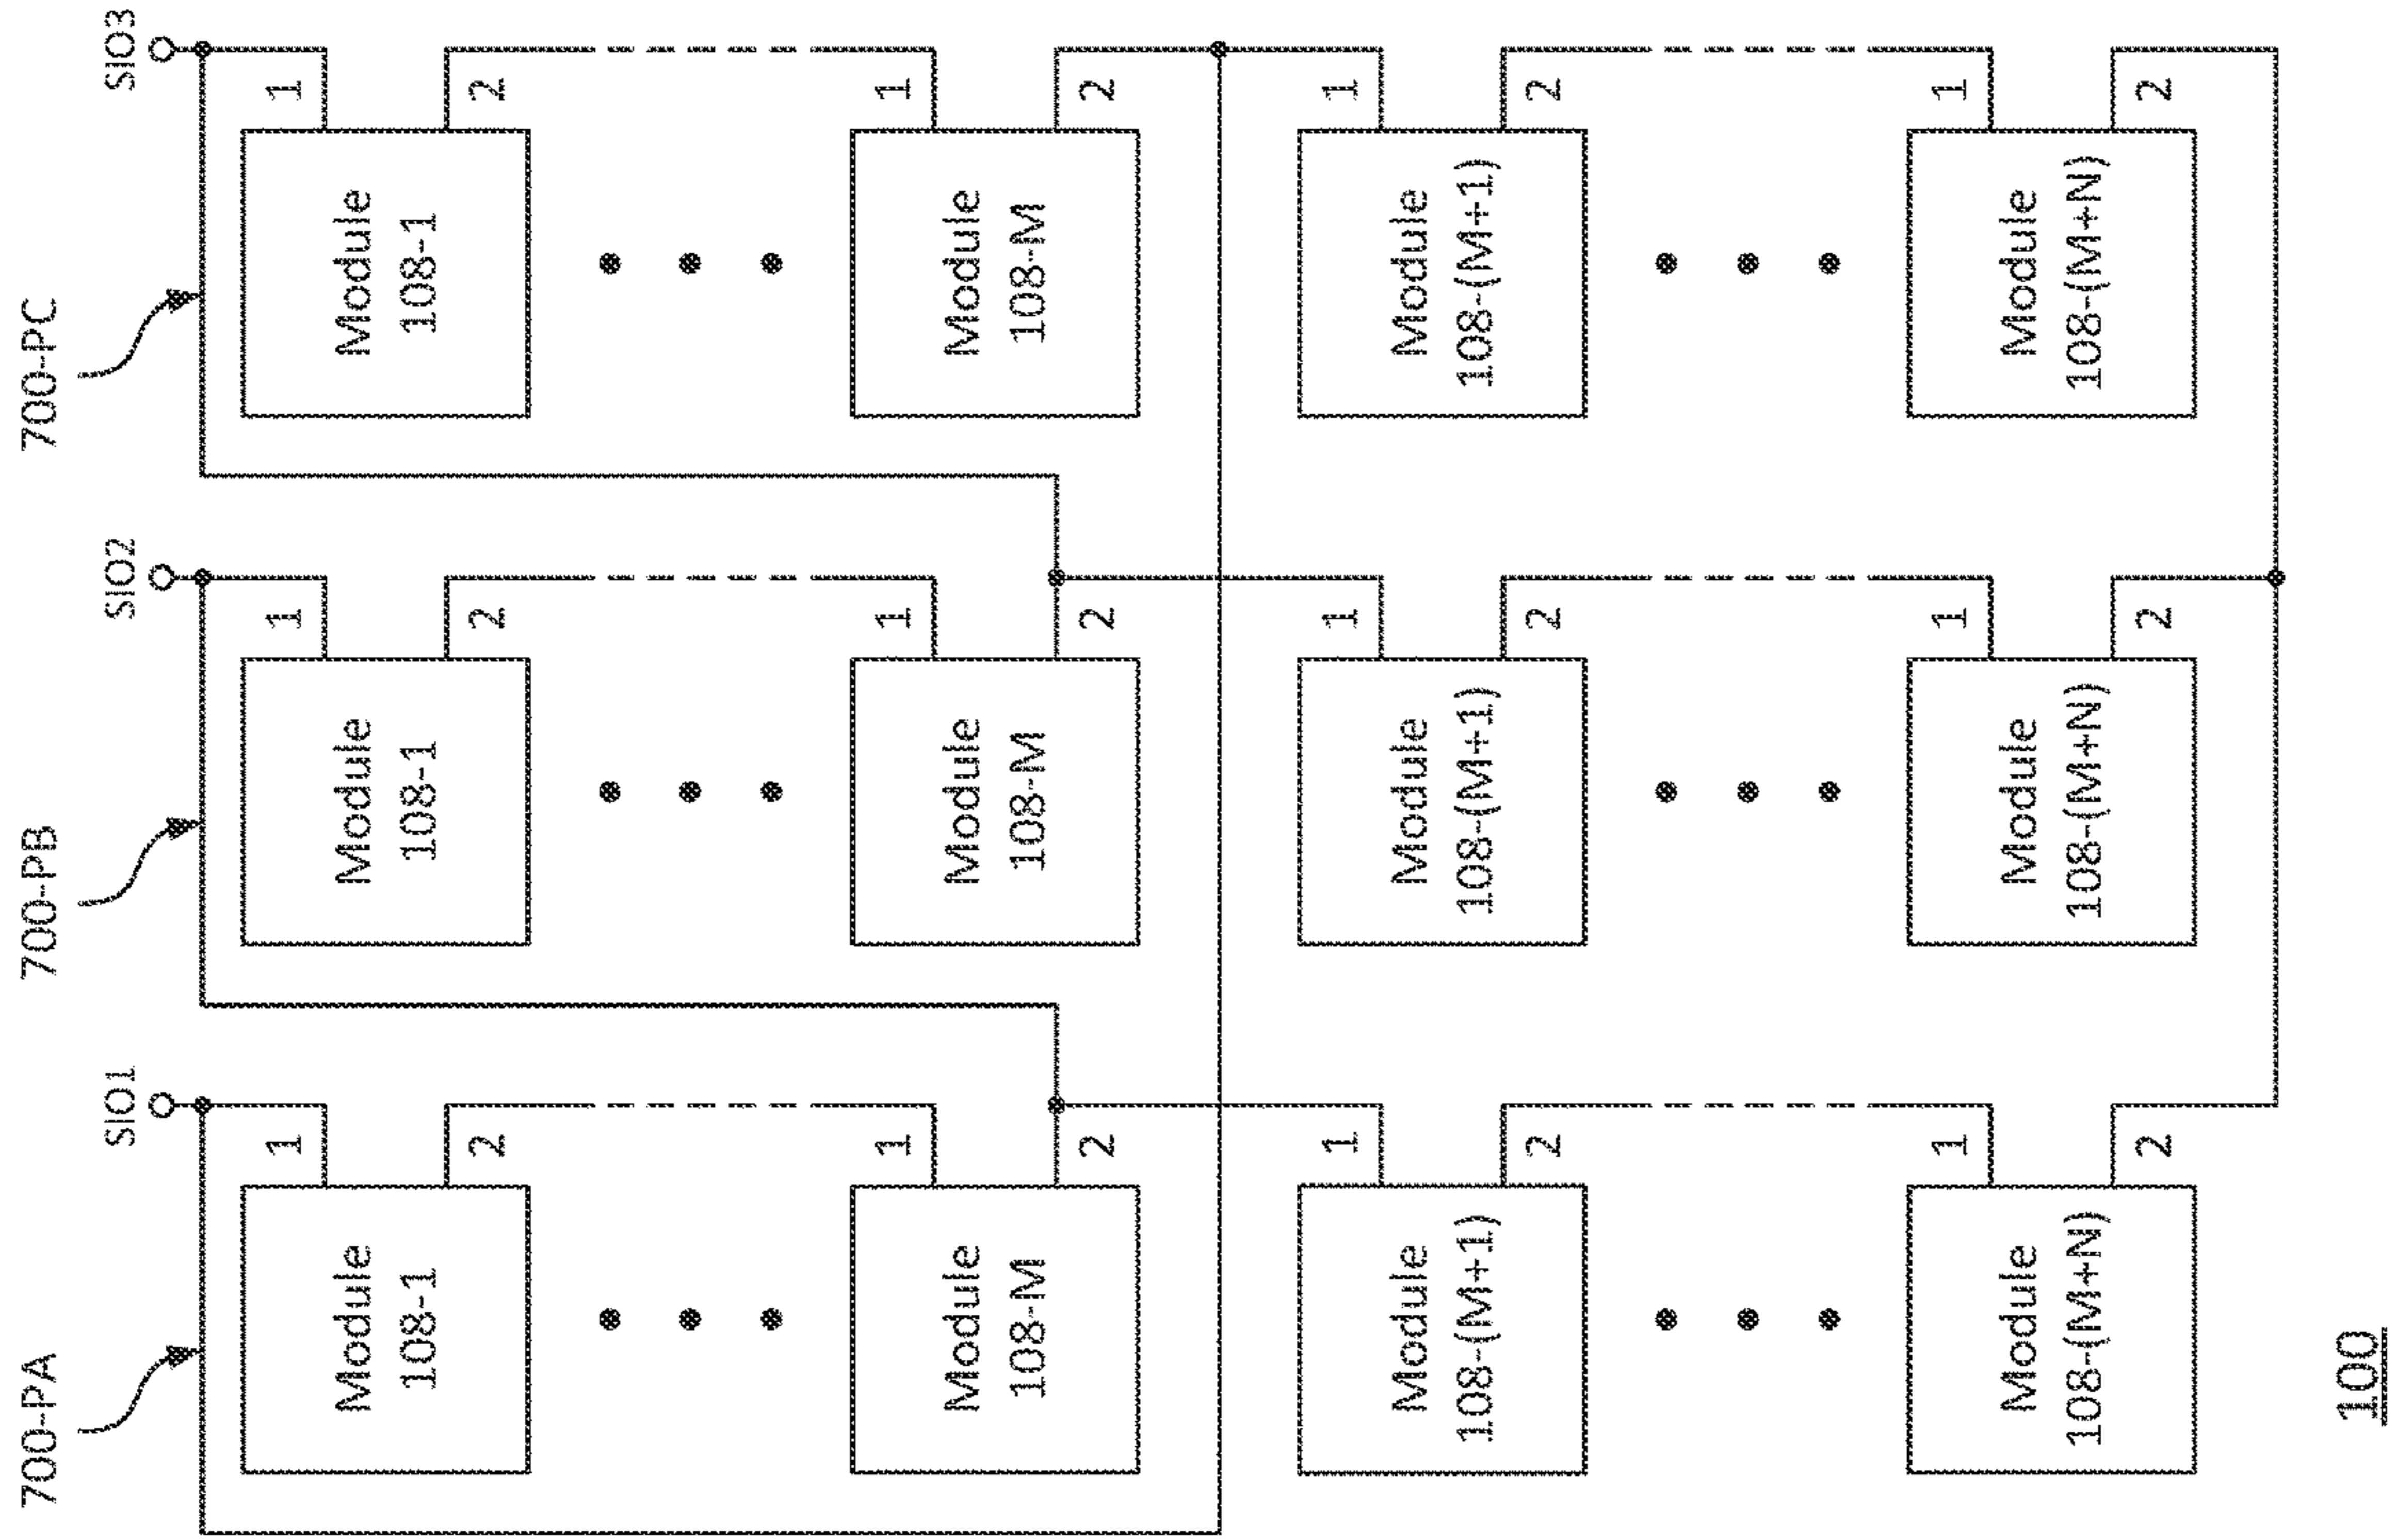 700-PA
700-PB
700-PC
SIO1
SIO2
SIO3
1
Module
108-1
2
1
Module
108-1
2
1
Module
108-1
2
1
Module
108-M
2
1
Module
108-M
2
1
Module
108-M
2
1
Module
108-(M+1)
2
1
Module
108-(M+1)
2
1
Module
108-(M+1)
2
1
Module
108-(M+N)
2
1
Module
108-(M+N)
2
1
Module
108-(M+N)
2
100